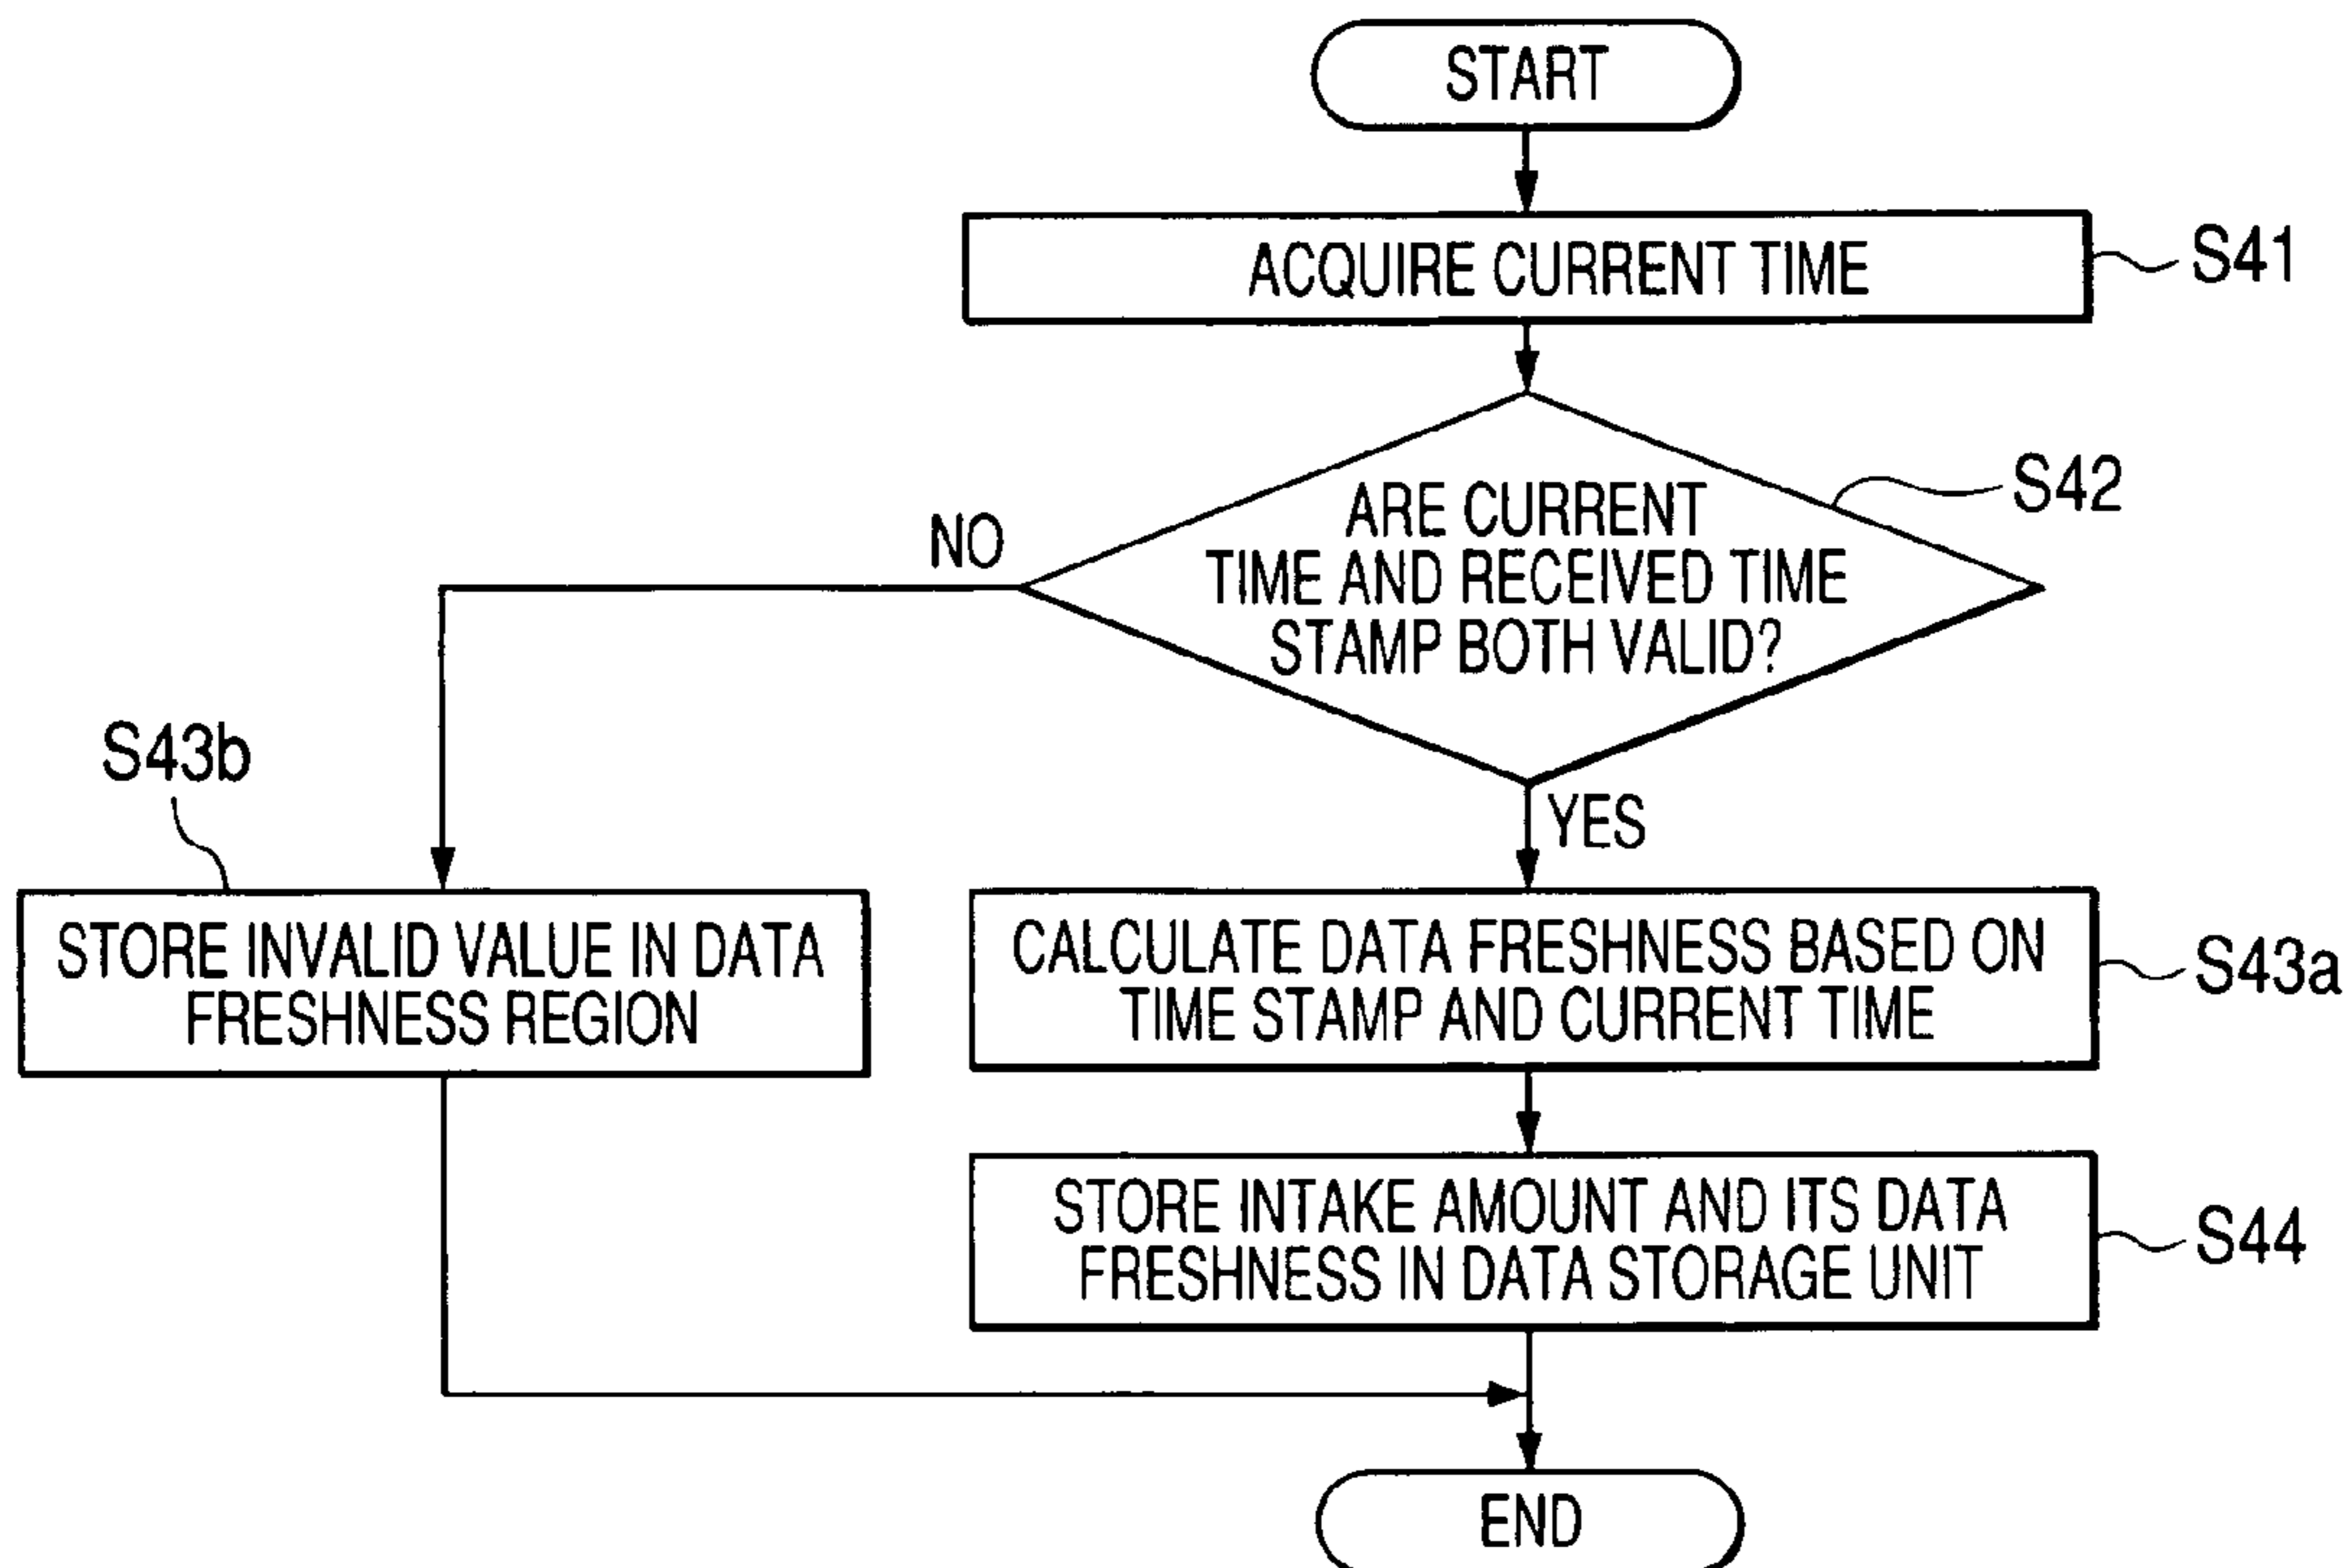 START
ACQUIRE CURRENT TIME
S41
ARE CURRENT
TIME AND RECEIVED TIME
STAMP BOTH VALID?
S42
NO
YES
S43b
STORE INVALID VALUE IN DATA
FRESHNESS REGION
CALCULATE DATA FRESHNESS BASED ON
TIME STAMP AND CURRENT TIME
S43a
STORE INTAKE AMOUNT AND ITS DATA
FRESHNESS IN DATA STORAGE UNIT
S44
END